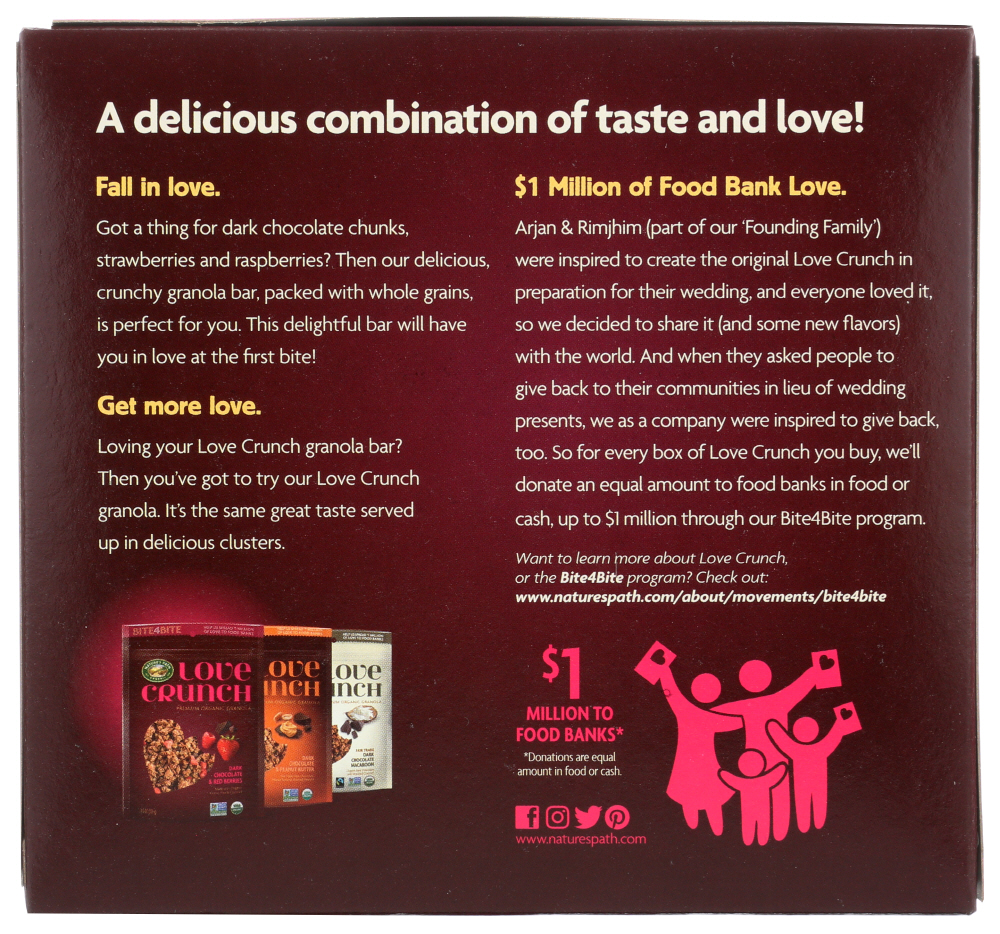 A delicious combination of taste and love!
Fall in love.
Got a thing for dark chocolate chunks,
strawberries and raspberries? Then our delicious,
crunchy granola bar, packed with whole grains,
is perfect for you. This delightful bar will have
you in love at the first bite!
Get more love.
Loving your Love Crunch granola bar?
Then you've got to try our Love Crunch
granola. It's the same great taste served
up in delicious clusters.
BITE4BITE
LOVE
CRUNCH
PREMIUM ORGANIC GRANOLA
DARK
CHOCOLATE
& RED BERRIES
OVE
INCH
DARK
CHOCOLATE
& PEANUT BUTTER
OVE
INCH
DARK
CHOCOLATE
MACAROON
$1 Million of Food Bank Love.
Arjan & Rimjhim (part of our 'Founding Family')
were inspired to create the original Love Crunch in
preparation for their wedding, and everyone loved it,
so we decided to share it (and some new flavors)
with the world. And when they asked people to
give back to their communities in lieu of wedding
presents, we as a company were inspired to give back,
too. So for every box of Love Crunch you buy, we'll
donate an equal amount to food banks in food or
cash, up to $1 million through our Bite4Bite program.
Want to learn more about Love Crunch,
or the Bite4Bite program? Check out:
www.naturespath.com/about/movements/bite4bite
$1
MILLION TO
FOOD BANKS*
*Donations are equal
amount in food or cash.
www.naturespath.com